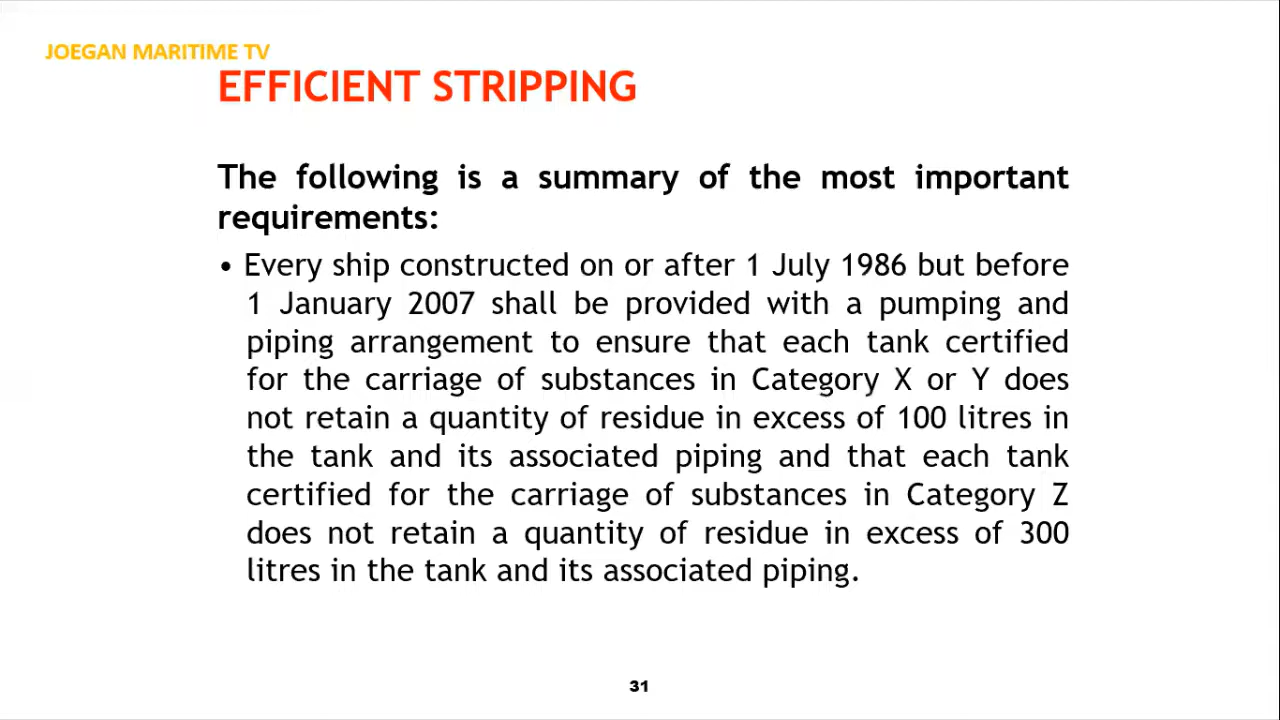 JOEGAN MARITIME TV
EFFICIENT STRIPPING
The following is a summary of the most important
requirements:
• Every ship constructed on or after 1 July 1986 but before
1 January 2007 shall be provided with a pumping and
piping arrangement to ensure that each tank certified
for the carriage of substances in Category X or Y does
not retain a quantity of residue in excess of 100 litres in
the tank and its associated piping and that each tank
certified for the carriage of substances in Category Z
does not retain a quantity of residue in excess of 300
litres in the tank and its associated piping.
31